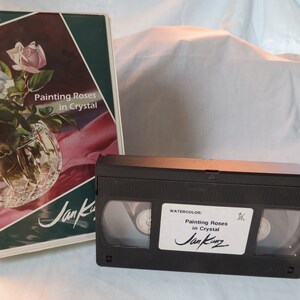 Painting Roses
in Crystal
Jan Kunz
WATERCOLOR:
Painting Roses
in Crystal
Jan Kunz